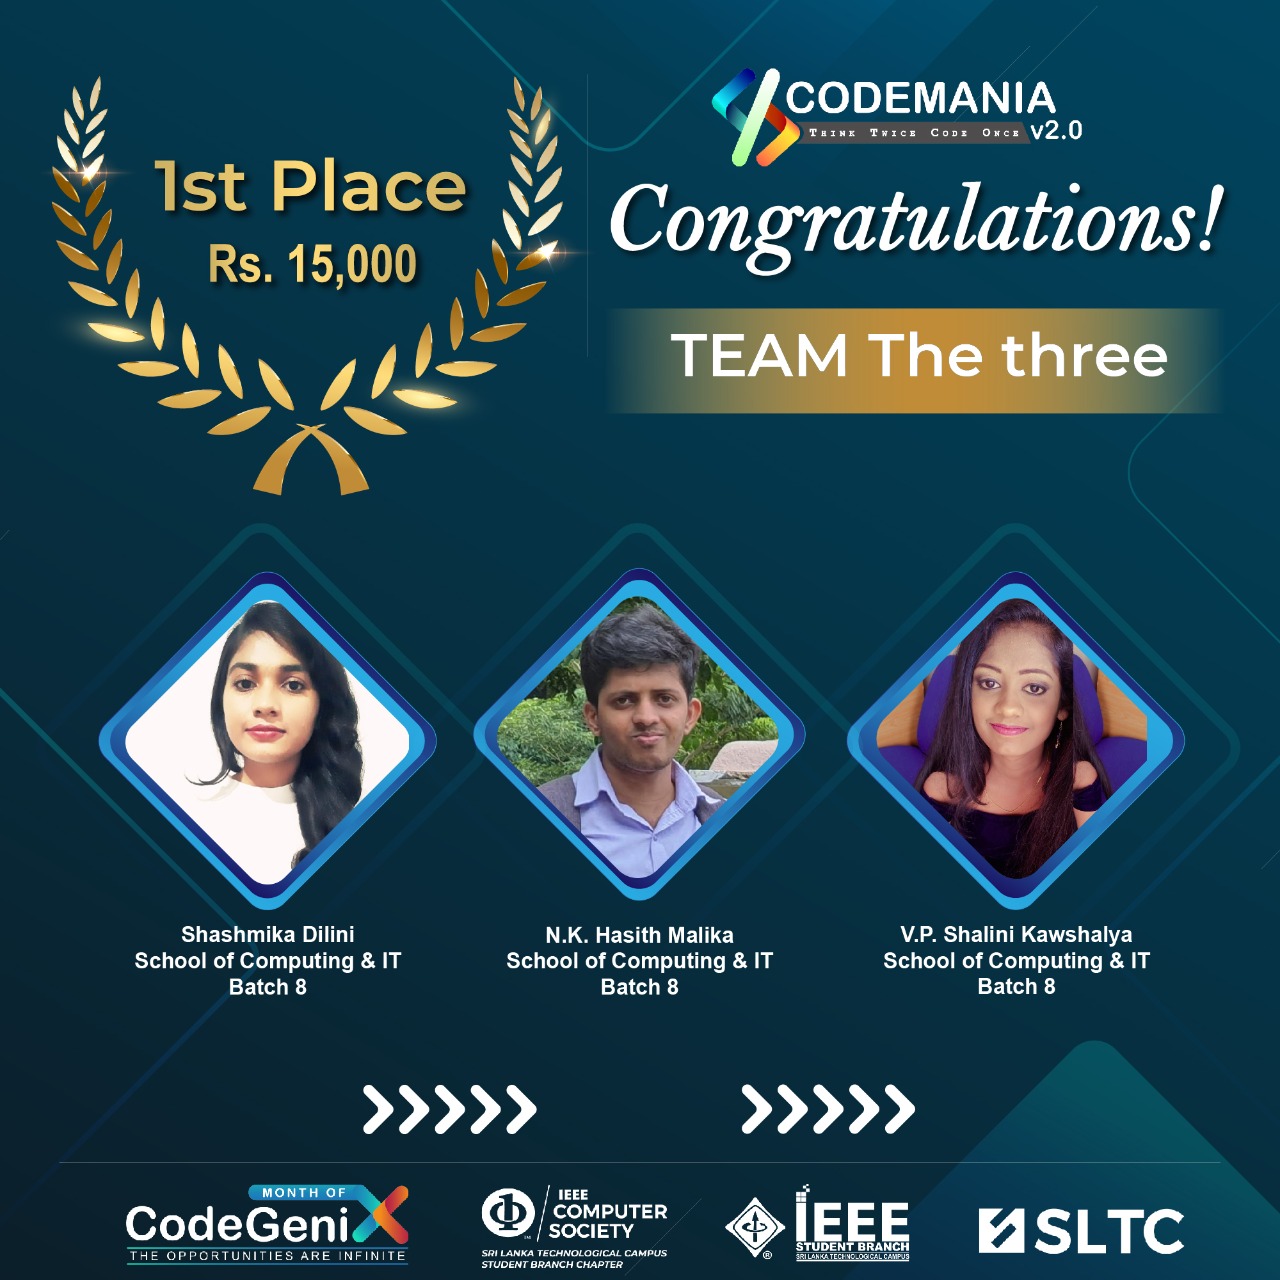 1st Place
Rs. 15,000
CODEMANIA
THINK TWICE CODE ONCE
v2.0
Congratulations!
TEAM The three
Shashmika Dilini
School of Computing & IT
Batch 8
N.K. Hasith Malika
School of Computing & IT
Batch 8
V.P. Shalini Kawshalya
School of Computing & IT
Batch 8
MONTH OF
CodeGeniX
THE OPPORTUNITIES ARE INFINITE
IEEE
COMPUTER
SOCIETY
SRI LANKA TECHNOLOGICAL CAMPUS
STUDENT BRANCH CHAPTER
IEEE
STUDENT BRANCH
SRI LANKA TECHNOLOGICAL CAMPUS
®
SLTC